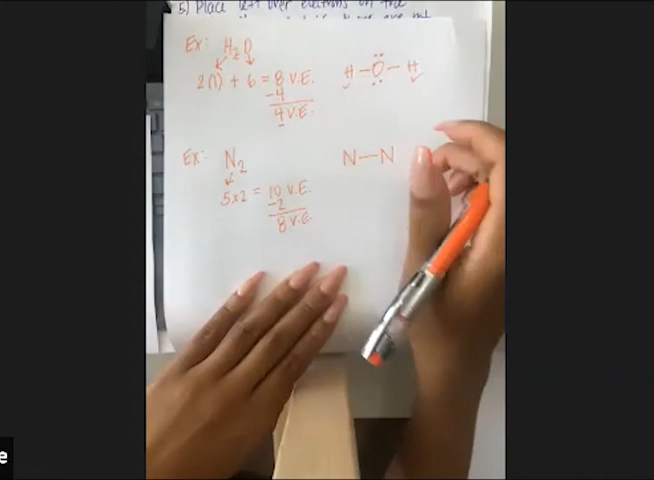 5) Place left over electrons on the
Ex: H2O
2(1) + 6 = 8 V.E.
-4
4 V.E.
H-O-H
Ex: N2
5x2 = 10 V.E.
-2
8 V.E.
N-N
e